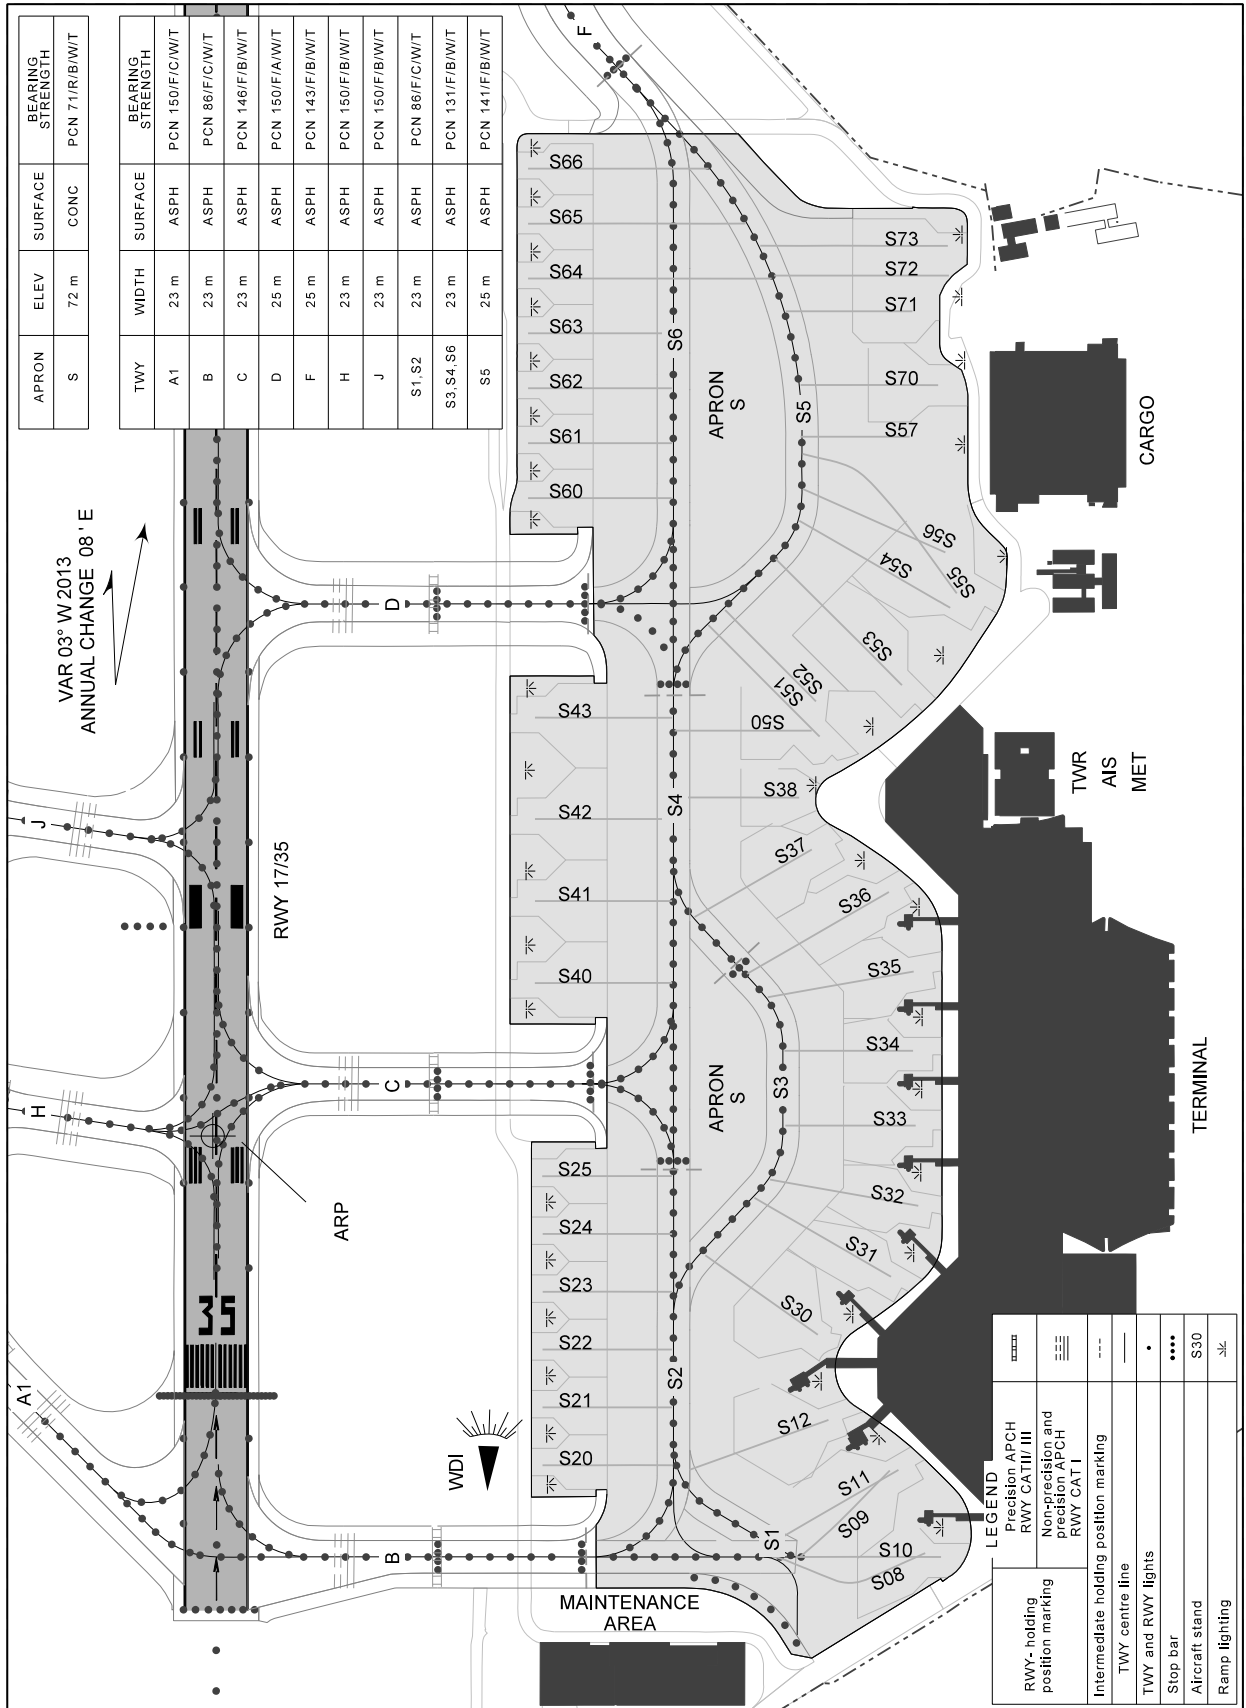 APRON ELEV SURFACE BEARING STRENGTH
S 72 m CONC PCN 71/R/B/W/T
TWY WIDTH SURFACE BEARING STRENGTH
A1 23 m ASPH PCN 150/F/C/W/T
B 23 m ASPH PCN 86/F/C/W/T
C 23 m ASPH PCN 146/F/B/W/T
D 25 m ASPH PCN 150/F/A/W/T
F 25 m ASPH PCN 143/F/B/W/T
H 23 m ASPH PCN 150/F/B/W/T
J 23 m ASPH PCN 150/F/B/W/T
S1,S2 23 m ASPH PCN 86/F/C/W/T
S3,S4,S6 23 m ASPH PCN 131/F/B/W/T
S5 25 m ASPH PCN 141/F/B/W/T
VAR 03° W 2013
ANNUAL CHANGE 08 ' E
F
J
H
A1
RWY 17/35
ARP
35
D
C
B
WDI
S66
S65
S64
S63
S62
S61
S60
S43
S42
S41
S40
S25
S24
S23
S22
S21
S20
S6
S5
S4
S3
S2
S1
APRON
S
APRON
S
S73
S72
S71
S70
S57
S56
S55
S54
S53
S52
S51
S50
S38
S37
S36
S35
S34
S33
S32
S31
S30
S12
S11
S09
S10
S08
MAINTENANCE
AREA
CARGO
TWR
AIS
MET
TERMINAL
LEGEND
RWY- holding
position marking
Precision APCH
RWY CAT II/ III
Non-precision and
precision APCH
RWY CAT I
Intermediate holding position marking
TWY centre line
TWY and RWY lights
Stop bar
Aircraft stand S30
Ramp lighting